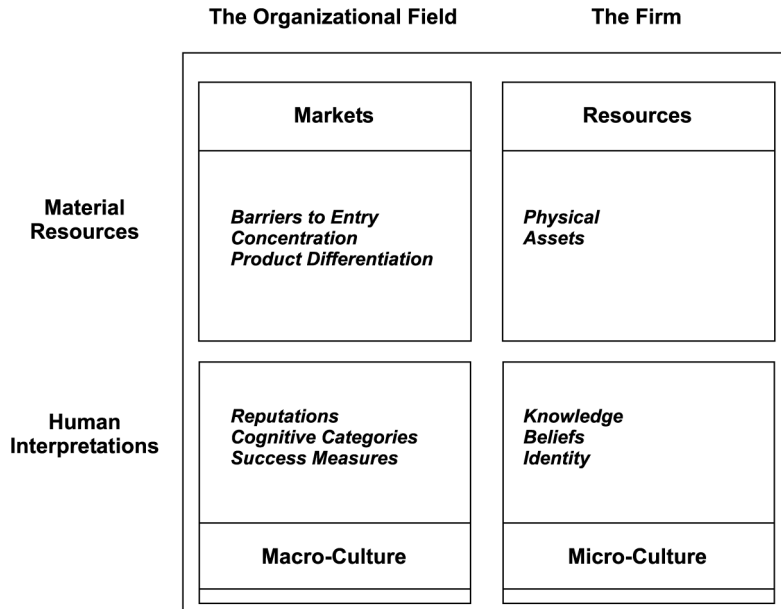 The Organizational Field
The Firm
Markets
Resources
Material
Resources
Barriers to Entry
Concentration
Product Differentiation
Physical
Assets
Human
Interpretations
Reputations
Cognitive Categories
Success Measures
Knowledge
Beliefs
Identity
Macro-Culture
Micro-Culture